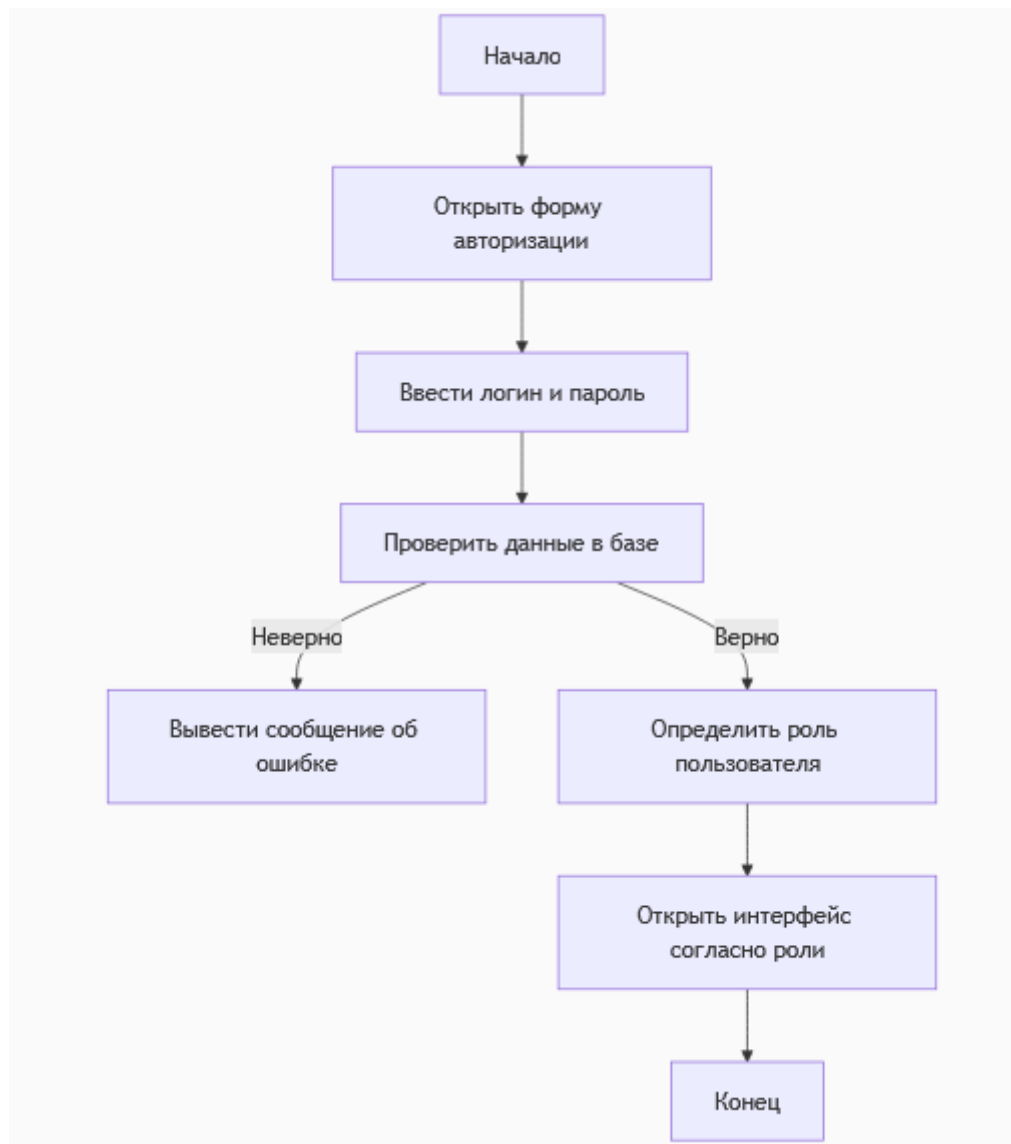 Начало
Открыть форму
авторизации
Ввести логин и пароль
Проверить данные в базе
Неверно
Верно
Вывести сообщение об
ошибке
Определить роль
пользователя
Открыть интерфейс
согласно роли
Конец